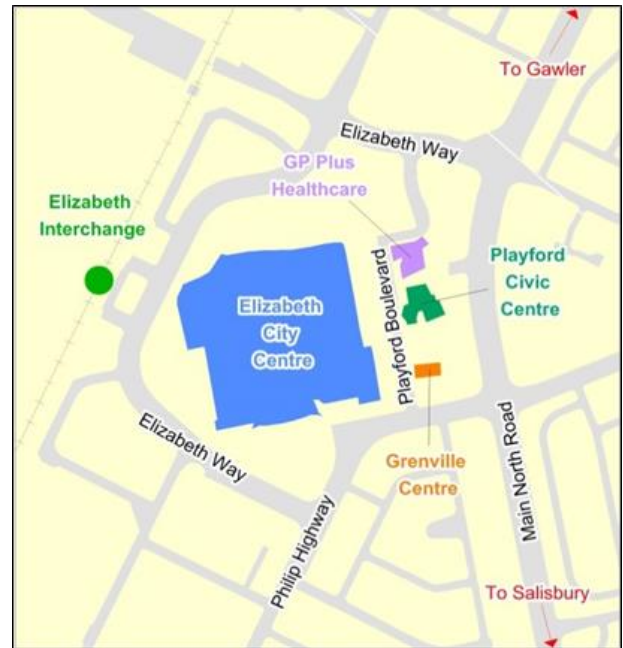 To Gawler
Elizabeth Way
GP Plus
Healthcare
Elizabeth
Interchange
Playford
Civic
Centre
Playford Boulevard
Elizabeth
City
Centre
Elizabeth Way
Grenville
Centre
Main North Road
Philip Highway
To Salisbury